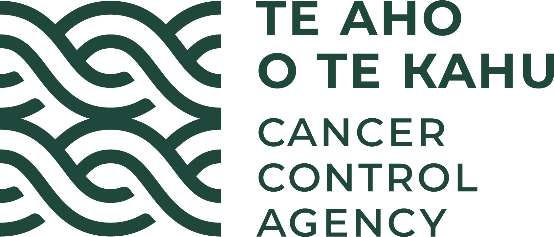 TE AHO
O TE KAHU
CANCER
CONTROL
AGENCY